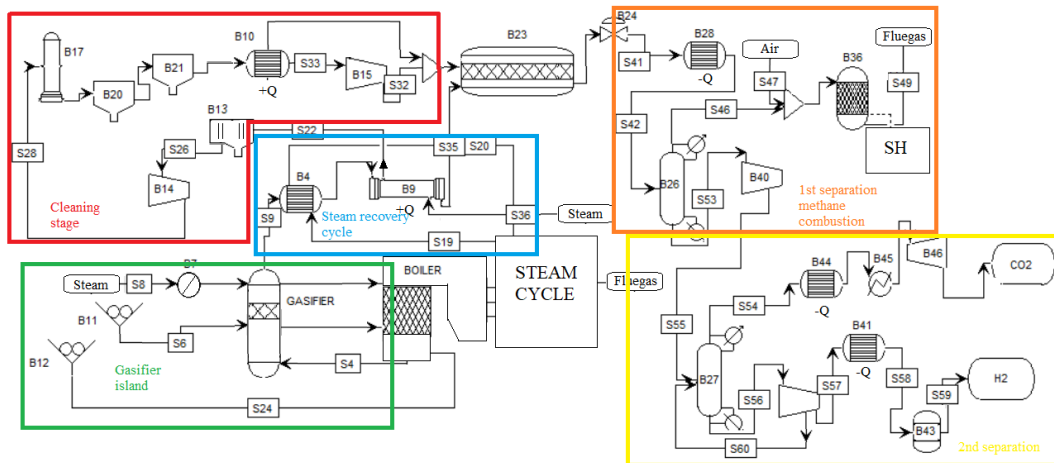 B17
B20
B21
B10
+Q
S33
B15
S32
B23
B24
S41
B28
-Q
Air
S47
B36
Fluegas
S49
S28
S26
B13
S22
B14
Cleaning
stage
S42
S46
SH
B26
S53
B40
1st separation
methane
combustion
S35
S20
B4
B9
+Q
S9
Steam recovery
cycle
S36
Steam
S19
Steam
S8
B7
BOILER
GASIFIER
STEAM
CYCLE
Fluegas
B11
S6
B12
Gasifier
island
S4
S24
B44
-Q
B45
B46
CO2
S54
S55
B41
-Q
B27
S56
S57
S58
S59
H2
B43
S60
2nd separation